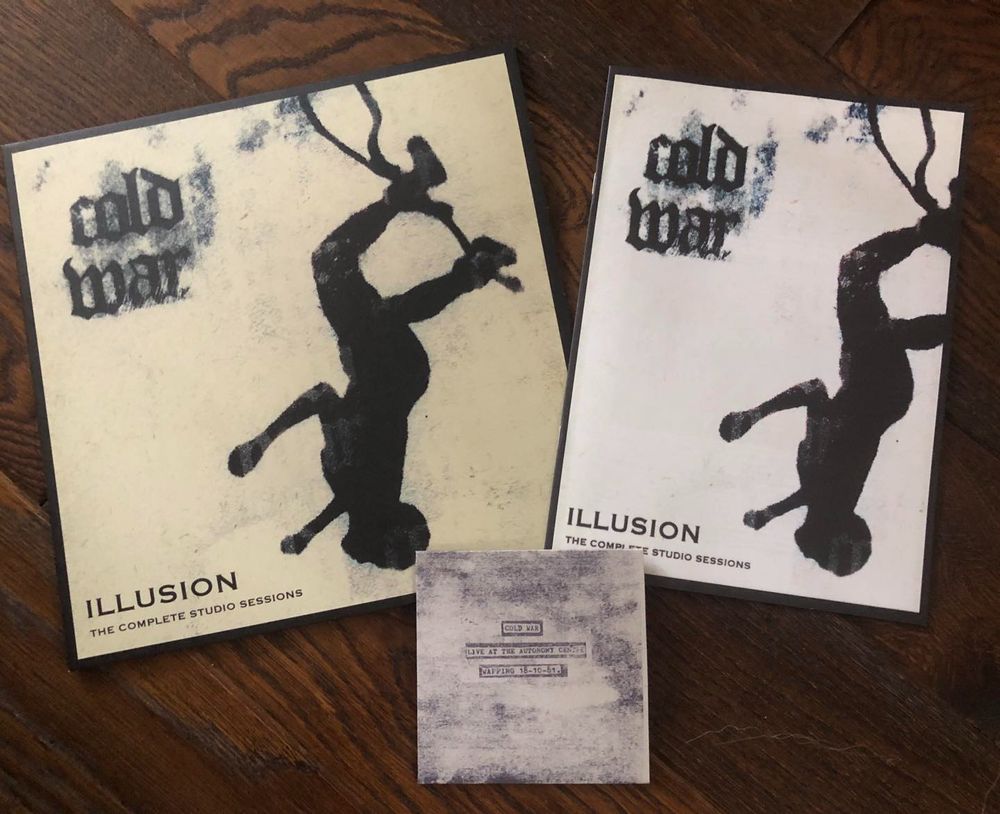 cold
war.
ILLUSION
THE COMPLETE STUDIO SESSIONS
cold
war.
ILLUSION
THE COMPLETE STUDIO SESSIONS
COLD WAR
LIVE AT THE AUTONOMY CENTRE
WAPPING 18-10-81.